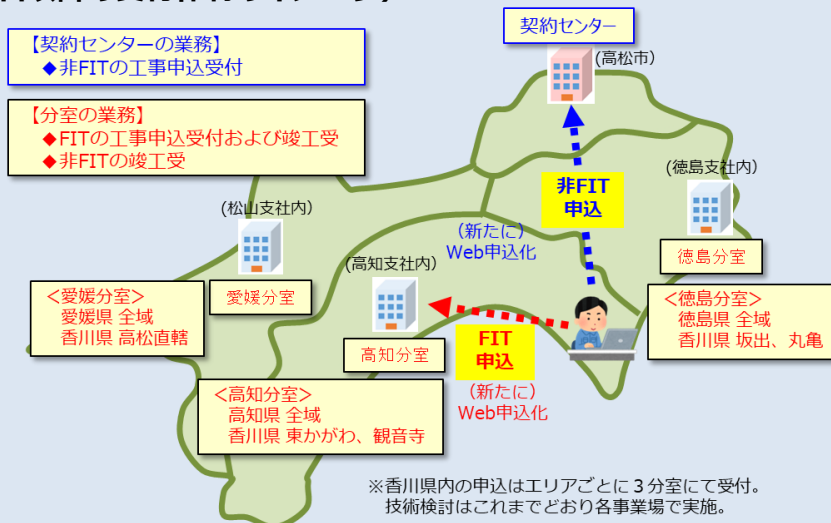 契約センター
(高松市)
【契約センターの業務】
◆非FITの工事申込受付
【分室の業務】
◆FITの工事申込受付および竣工受
◆非FITの竣工受
非FIT
申込
(徳島支社内)
徳島分室
(松山支社内)
愛媛分室
(新たに)
Web申込化
(高知支社内)
高知分室
<愛媛分室>
愛媛県 全域
香川県 高松直轄
<徳島分室>
徳島県 全域
香川県 坂出、丸亀
FIT
申込
(新たに)
Web申込化
<高知分室>
高知県 全域
香川県 東かがわ、観音寺
※香川県内の申込はエリアごとに３分室にて受付。
技術検討はこれまでどおり各事業場で実施。